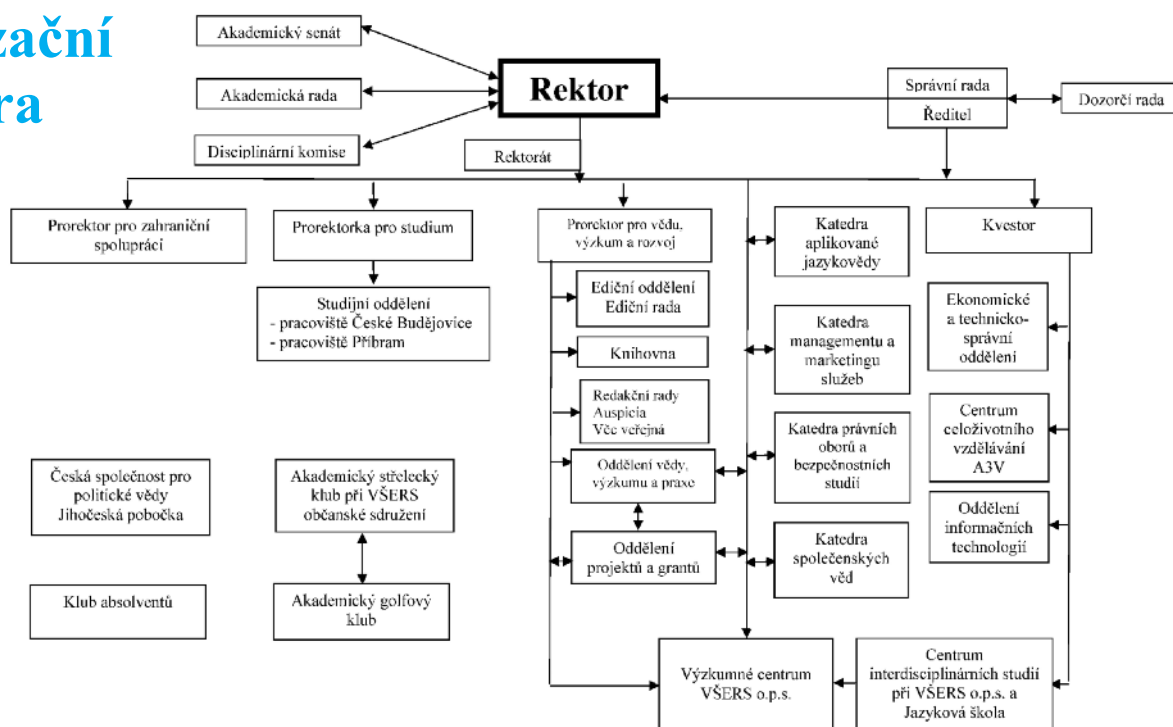 zační
ra
Akademický senát
Akademická rada
Disciplinární komise
Rektor
Rektorát
Správní rada
Ředitel
Dozorčí rada
Prorektor pro zahraniční
spolupráci
Prorektorka pro studium
Prorektor pro vědu,
výzkum a rozvoj
Katedra
aplikované
jazykovědy
Kvestor
Studijní oddělení
- pracoviště České Budějovice
- pracoviště Příbram
Ediční oddělení
Ediční rada
Knihovna
Redakční rady
Auspicia
Věc veřejná
Oddělení vědy,
výzkumu a praxe
Oddělení
projektů a grantů
Katedra
managementu a
marketingu
služeb
Katedra právních
oborů a
bezpečnostních
studií
Katedra
společenských
věd
Ekonomické
a technicko-
správní
oddělení
Centrum
celoživotního
vzdělávání
A3V
Oddělení
informačních
technologií
Česká společnost pro
politické vědy
Jihočeská pobočka
Akademický střelecký
klub při VŠERS
občanské sdružení
Klub absolventů
Akademický golfový
klub
Výzkumné centrum
VŠERS o.p.s.
Centrum
interdisciplinárních studií
při VŠERS o.p.s. a
Jazyková škola